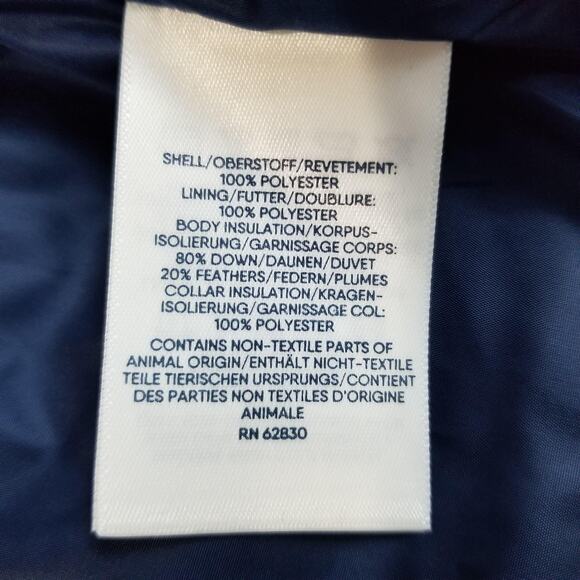 SHELL/OBERSTOFF/REVETEMENT:
100% POLYESTER
LINING/FUTTER/DOUBLURE:
100% POLYESTER
BODY INSULATION/KORPUS-
ISOLIERUNG/GARNISSAGE CORPS:
80% DOWN/DAUNEN/DUVET
20% FEATHERS/FEDERN/PLUMES
COLLAR INSULATION/KRAGEN-
ISOLIERUNG/GARNISSAGE COL:
100% POLYESTER
CONTAINS NON-TEXTILE PARTS OF
ANIMAL ORIGIN/ENTHÄLT NICHT-TEXTILE
TEILE TIERISCHEN URSPRUNGS/CONTIENT
DES PARTIES NON TEXTILES D'ORIGINE
ANIMALE
RN 62830